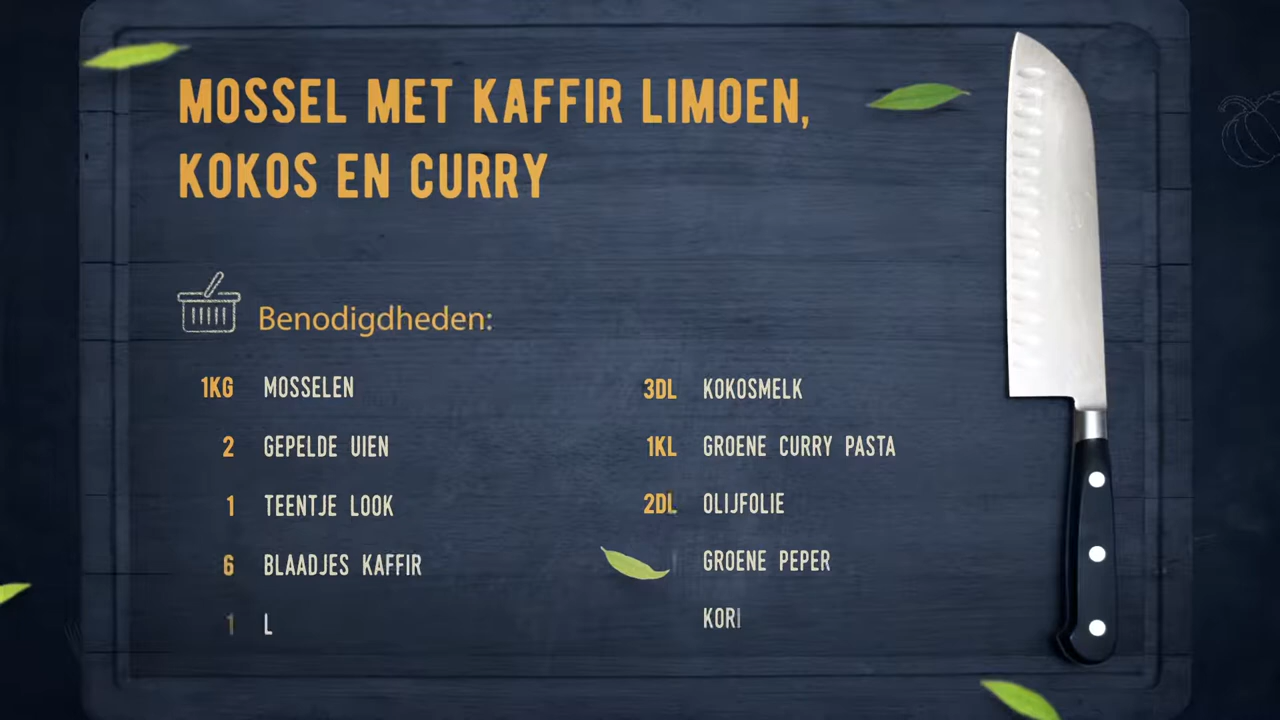 MOSSEL MET KAFFIR LIMOEN,
KOKOS EN CURRY
Benodigdheden:
1KG MOSSELEN
2 GEPELDE UIEN
1 TEENTJE LOOK
6 BLAADJES KAFFIR
1 L
3DL KOKOSMELK
1KL GROENE CURRY PASTA
2DL OLIJFOLIE
GROENE PEPER
KORI